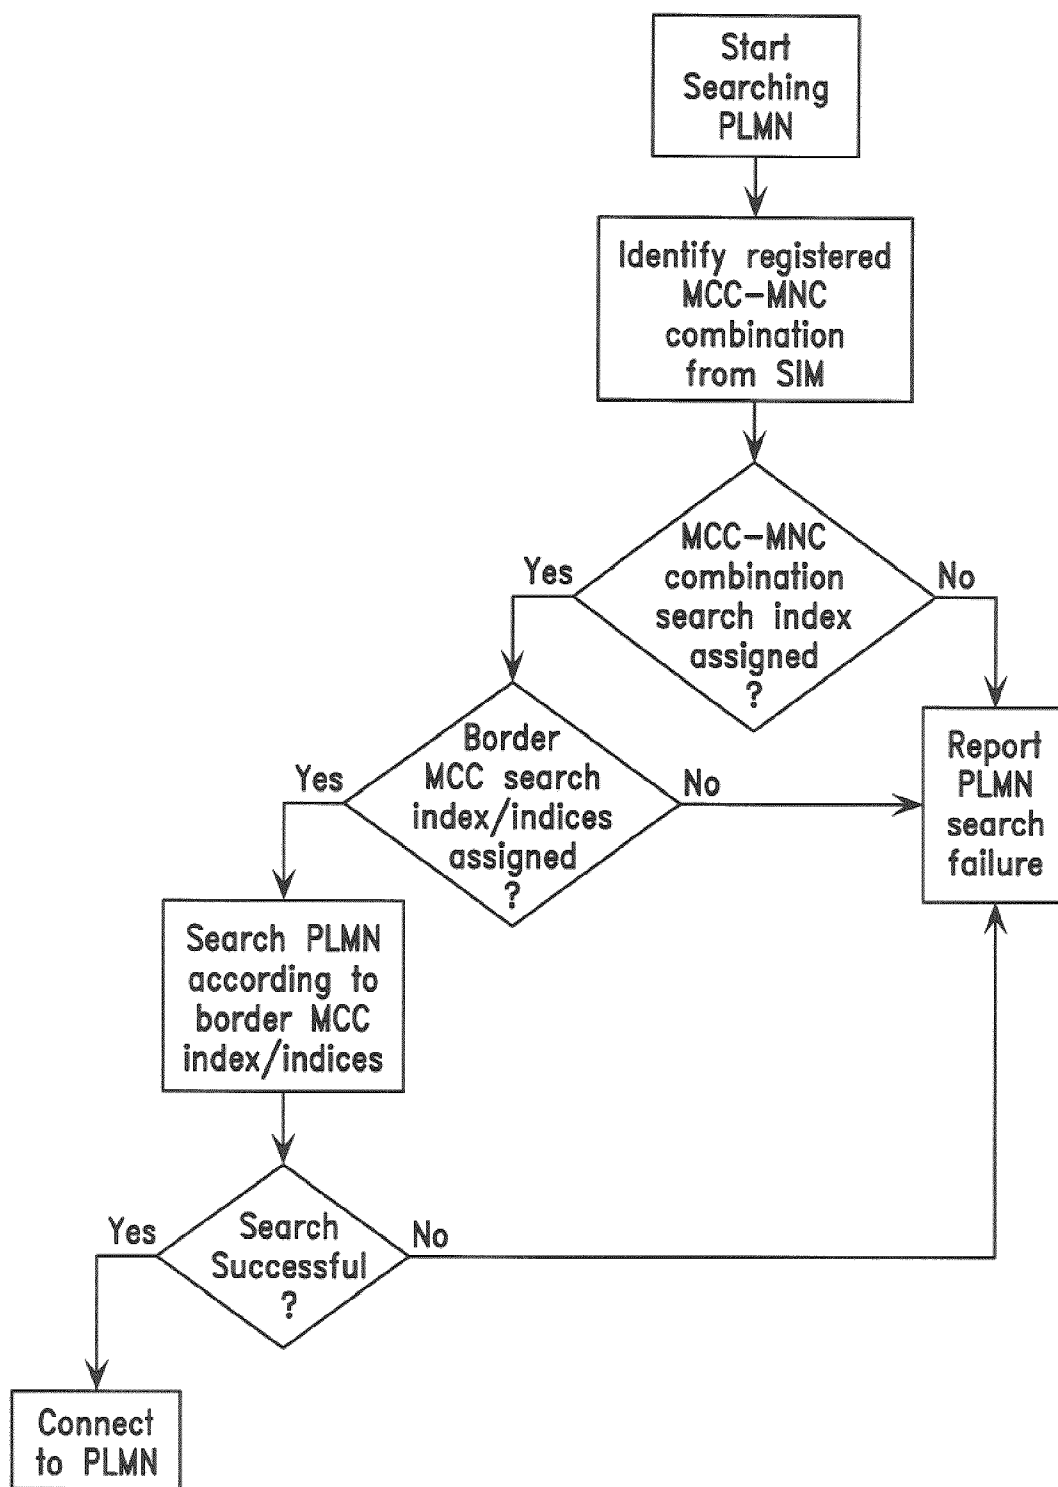 Start
Searching
PLMN
Identify registered
MCC-MNC
combination
from SIM
MCC-MNC
combination
search index
assigned
?
Yes
No
Border
MCC search
index/indices
assigned
?
Yes
No
Report
PLMN
search
failure
Search PLMN
according to
border MCC
index/indices
Search
Successful
?
Yes
No
Connect
to PLMN